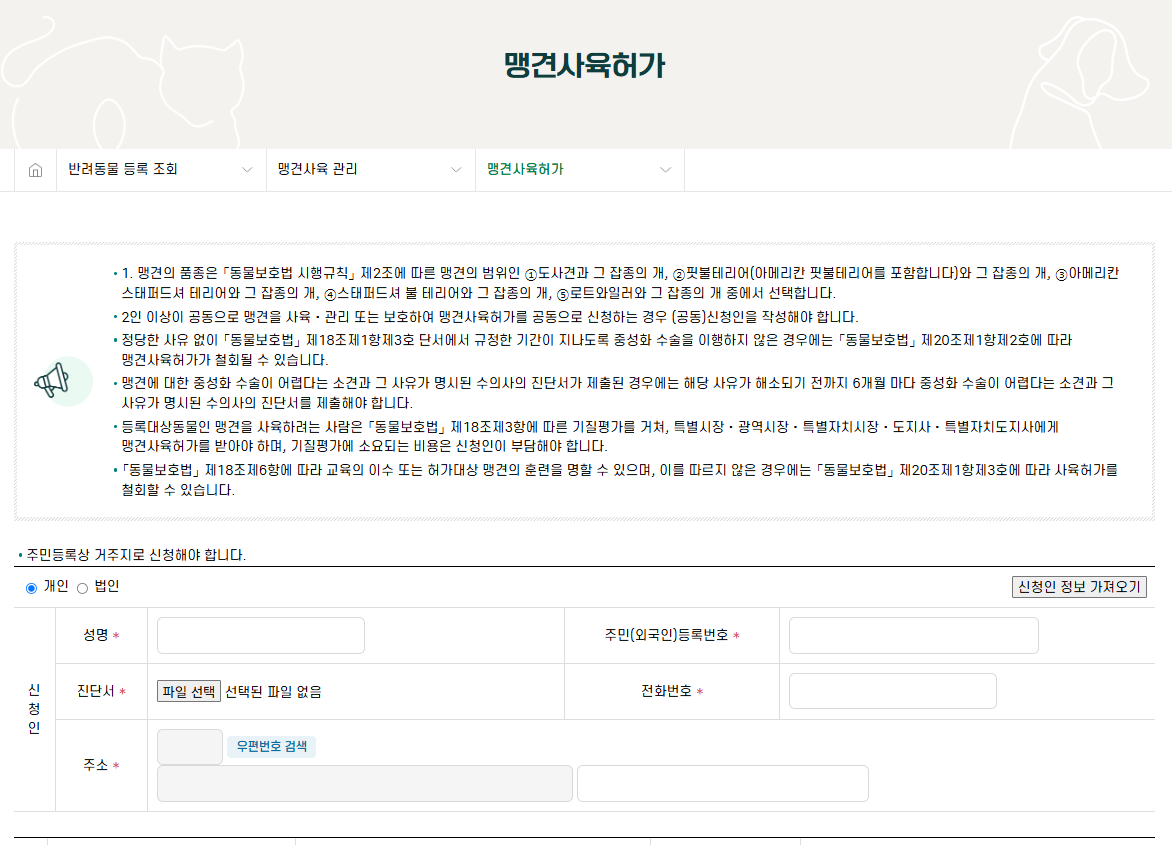 맹견사육허가
반려동물 등록 조회
맹견사육 관리
맹견사육허가
• 1. 맹견의 품종은 「동물보호법 시행규칙」 제2조에 따른 맹견의 범위인 ①도사견과 그 잡종의 개, ②핏불테리어(아메리칸 핏불테리어를 포함합니다)와 그 잡종의 개, ③아메리칸
스태퍼드셔 테리어와 그 잡종의 개, ④스태퍼드셔 불 테리어와 그 잡종의 개, ⑤로트와일러와 그 잡종의 개 중에서 선택합니다.
• 2인 이상이 공동으로 맹견을 사육・관리 또는 보호하여 맹견사육허가를 공동으로 신청하는 경우 (공동)신청인을 작성해야 합니다.
• 정당한 사유 없이 「동물보호법」 제18조제1항제3호 단서에서 규정한 기간이 지나도록 중성화 수술을 이행하지 않은 경우에는 「동물보호법」 제20조제1항제2호에 따라
맹견사육허가가 철회될 수 있습니다.
• 맹견에 대한 중성화 수술이 어렵다는 소견과 그 사유가 명시된 수의사의 진단서가 제출된 경우에는 해당 사유가 해소되기 전까지 6개월 마다 중성화 수술이 어렵다는 소견과 그
사유가 명시된 수의사의 진단서를 제출해야 합니다.
• 등록대상동물인 맹견을 사육하려는 사람은 「동물보호법」 제18조제3항에 따른 기질평가를 거쳐, 특별시장・광역시장・특별자치시장・도지사・특별자치도지사에게
맹견사육허가를 받아야 하며, 기질평가에 소요되는 비용은 신청인이 부담해야 합니다.
• 「동물보호법」 제18조제6항에 따라 교육의 이수 또는 허가대상 맹견의 훈련을 명할 수 있으며, 이를 따르지 않은 경우에는 「동물보호법」 제20조제1항제3호에 따라 사육허가를
철회할 수 있습니다.
• 주민등록상 거주지로 신청해야 합니다.
개인 법인
신청인 정보 가져오기
신청인
성명 *
주민(외국인)등록번호 *
진단서 *
파일 선택 선택된 파일 없음
전화번호 *
주소 *
우편번호 검색